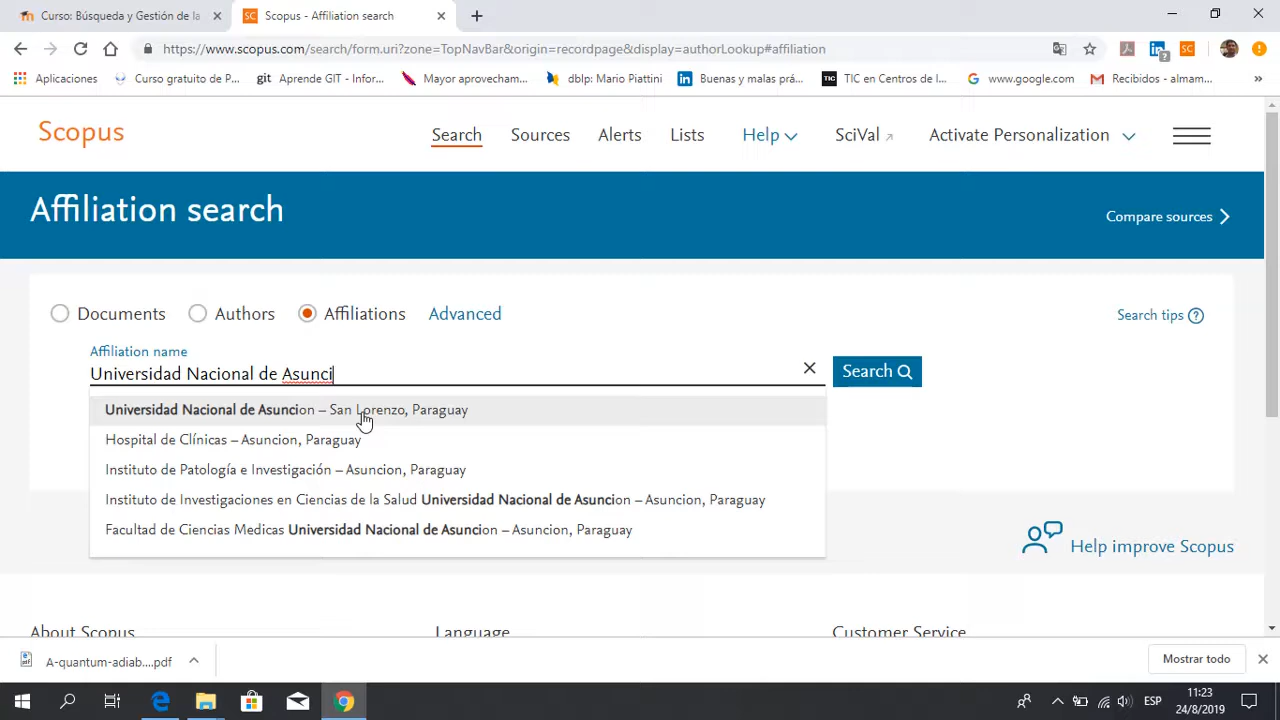 Curso: Búsqueda y Gestión de la
Scopus - Affiliation search
https://www.scopus.com/search/form.uri?zone=TopNavBar&origin=recordpage&display=authorLookup#affiliation
Aplicaciones
Curso gratuito de P...
git Aprende GIT - Infor...
Mayor aprovecham...
dblp: Mario Piattini
Buenas y malas prá...
TIC en Centros de l...
www.google.com
Recibidos - almam...
Scopus
Search
Sources
Alerts
Lists
Help
SciVal
Activate Personalization
Affiliation search
Compare sources
Documents
Authors
Affiliations
Advanced
Search tips
Affiliation name
Universidad Nacional de Asunci
Search
Universidad Nacional de Asuncion – San Lorenzo, Paraguay
Hospital de Clínicas – Asuncion, Paraguay
Instituto de Patología e Investigación – Asuncion, Paraguay
Instituto de Investigaciones en Ciencias de la Salud Universidad Nacional de Asuncion – Asuncion, Paraguay
Facultad de Ciencias Medicas Universidad Nacional de Asuncion – Asuncion, Paraguay
Help improve Scopus
About Scopus
Language
Customer Service
A-quantum-adiab....pdf
Mostrar todo
ESP
11:23
24/8/2019